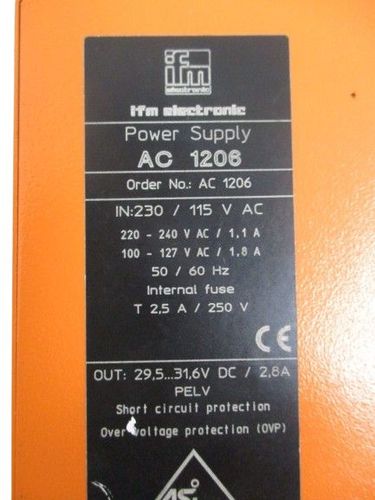 ifm
electronic
ifm electronic
Power Supply
AC 1206
Order No.: AC 1206
IN:230 / 115 V AC
220 - 240 V AC / 1,1 A
100 - 127 V AC / 1,8 A
50 / 60 Hz
Internal fuse
T 2,5 A / 250 V
CE
OUT: 29,5...31,6V DC / 2,8A
PELV
Short circuit protection
Over voltage protection (OVP)